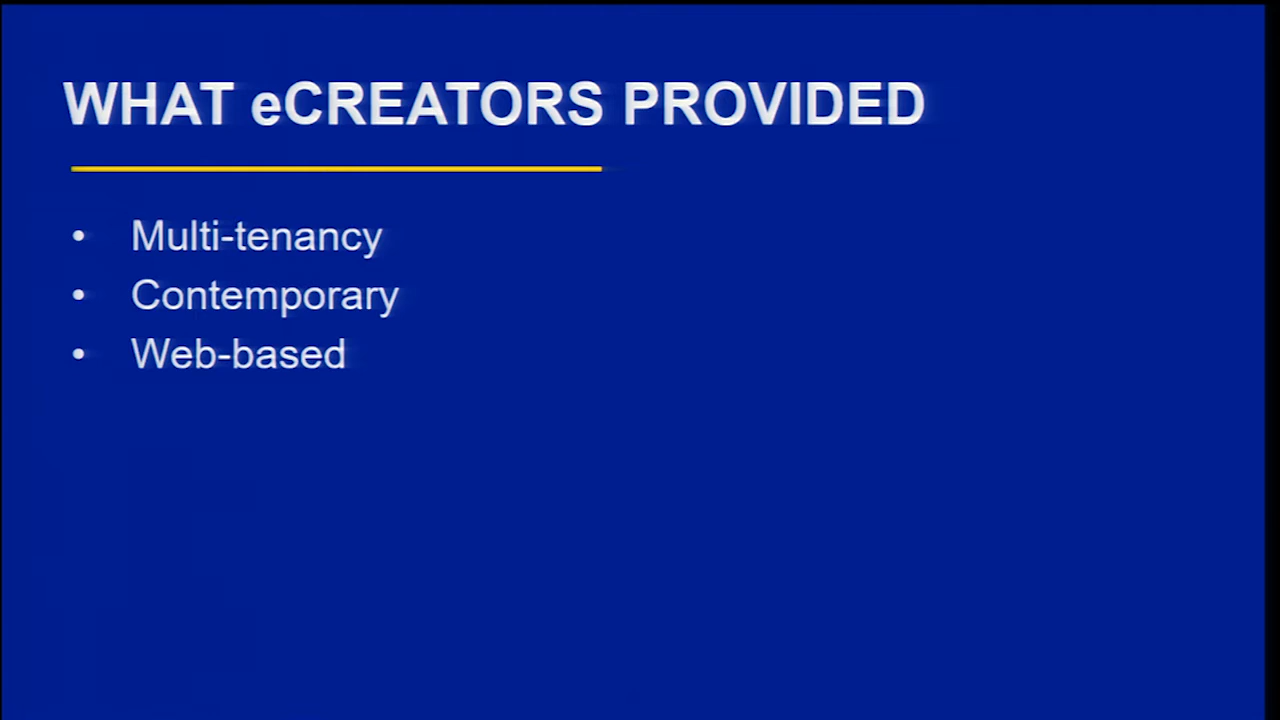 WHAT eCREATORS PROVIDED
• Multi-tenancy
• Contemporary
• Web-based